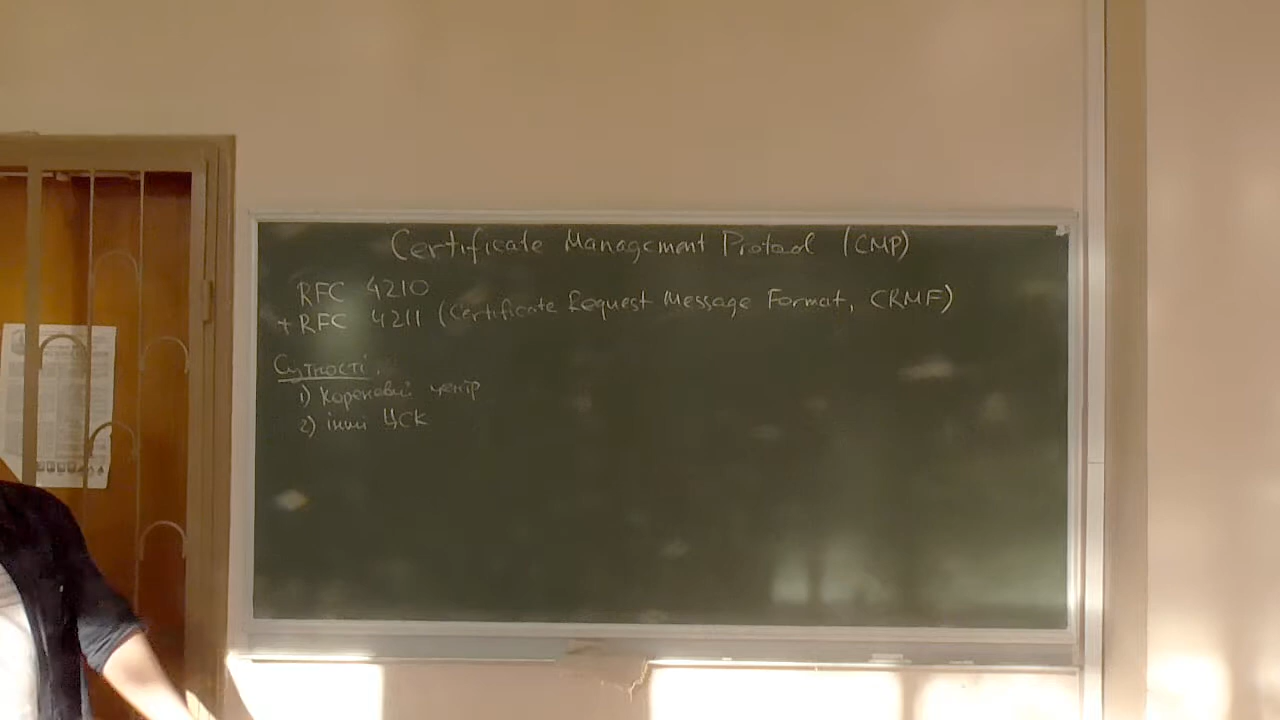 Certificate Management Protocol (CMP)
RFC 4210
+ RFC 4211 (Certificate Request Message Format, CRMF)
Сутності:
1) Кореневий центр
2) інші ЦСК